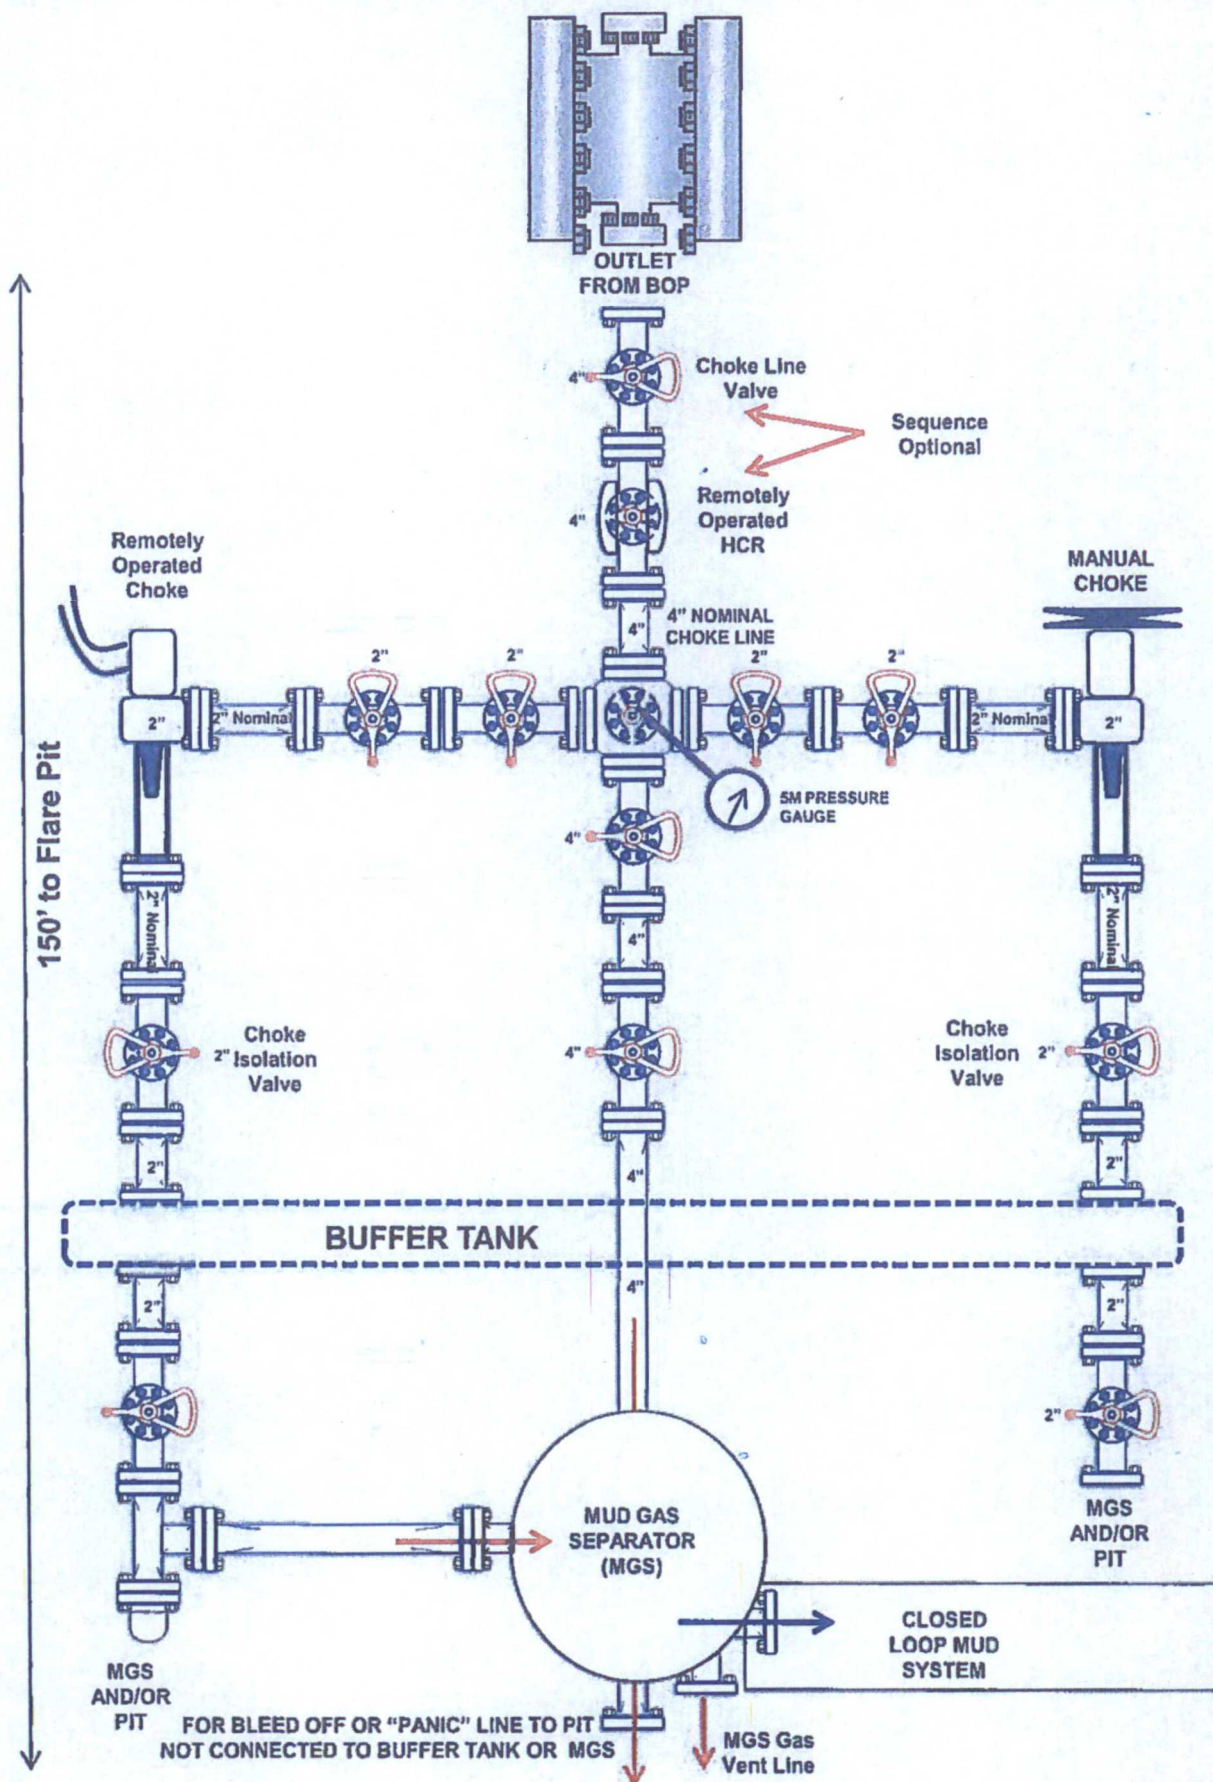 OUTLET
FROM BOP
4"
Choke Line
Valve
Sequence
Optional
4"
Remotely
Operated
HCR
Remotely
Operated
Choke
MANUAL
CHOKE
4"
4" NOMINAL
CHOKE LINE
2"
2"
2"
2"
2"
2" Nominal
2" Nominal
2"
150' to Flare Pit
5M PRESSURE
GAUGE
4"
2" Nominal
4"
2" Nominal
Choke
Isolation
Valve
2"
4"
Choke
Isolation
Valve
2"
2"
4"
2"
BUFFER TANK
2"
4"
2"
2"
MUD GAS
SEPARATOR
(MGS)
MGS
AND/OR
PIT
CLOSED
LOOP MUD
SYSTEM
MGS
AND/OR
PIT
FOR BLEED OFF OR “PANIC” LINE TO PIT
NOT CONNECTED TO BUFFER TANK OR MGS
MGS Gas
Vent Line